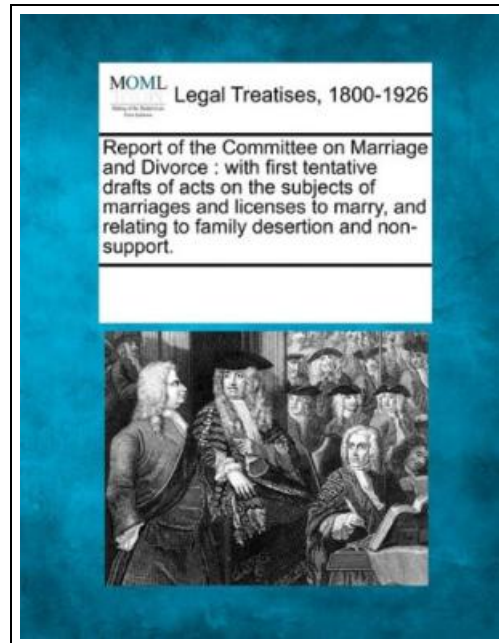 MOML
Legal Treatises, 1800-1926
Report of the Committee on Marriage
and Divorce : with first tentative
drafts of acts on the subjects of
marriages and licenses to marry, and
relating to family desertion and non-
support.